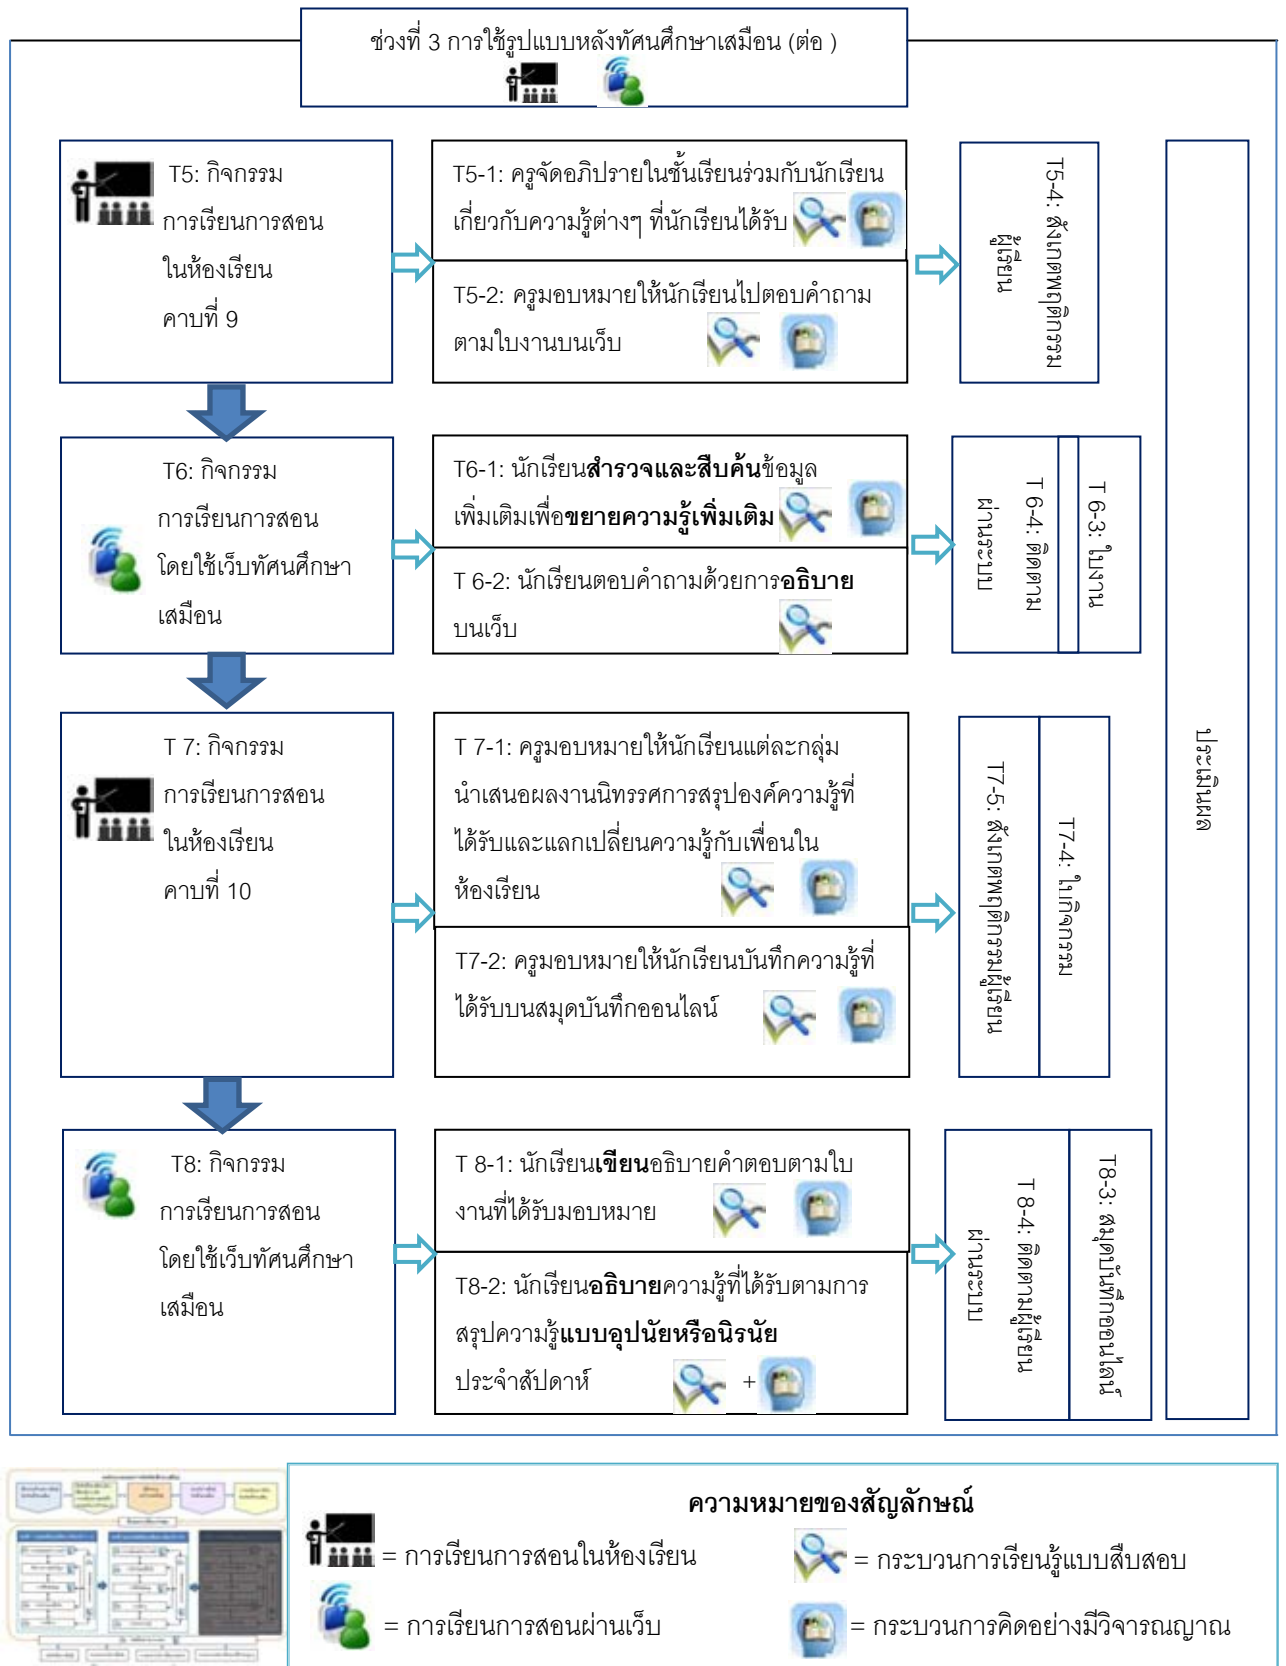 ช่วงที่ 3 การใช้รูปแบบหลังทัศนศึกษาเสมือน (ต่อ )
T5: กิจกรรม
การเรียนการสอน
ในห้องเรียน
คาบที่ 9
T5-1: ครูจัดอภิปรายในชั้นเรียนร่วมกับนักเรียน
เกี่ยวกับความรู้ต่างๆ ที่นักเรียนได้รับ
T5-2: ครูมอบหมายให้นักเรียนไปตอบคำถาม
ตามใบงานบนเว็บ
T5-4: สังเกตพฤติกรรม
ผู้เรียน
T6: กิจกรรม
การเรียนการสอน
โดยใช้เว็บทัศนศึกษา
เสมือน
T6-1: นักเรียนสำรวจและสืบค้นข้อมูล
เพิ่มเติมเพื่อขยายความรู้เพิ่มเติม
T 6-2: นักเรียนตอบคำถามด้วยการอธิบาย
บนเว็บ
T 6-3: ใบงาน
T 6-4: ติดตาม
ผ่านระบบ
T 7: กิจกรรม
การเรียนการสอน
ในห้องเรียน
คาบที่ 10
T 7-1: ครูมอบหมายให้นักเรียนแต่ละกลุ่ม
นำเสนอผลงานนิทรรศการสรุปองค์ความรู้ที่
ได้รับและแลกเปลี่ยนความรู้กับเพื่อนใน
ห้องเรียน
T7-2: ครูมอบหมายให้นักเรียนบันทึกความรู้ที่
ได้รับบนสมุดบันทึกออนไลน์
T7-4: ใบกิจกรรม
T7-5: สังเกตพฤติกรรมผู้เรียน
T8: กิจกรรม
การเรียนการสอน
โดยใช้เว็บทัศนศึกษา
เสมือน
T 8-1: นักเรียนเขียนอธิบายคำตอบตามใบ
งานที่ได้รับมอบหมาย
T8-2: นักเรียนอธิบายความรู้ที่ได้รับตามการ
สรุปความรู้แบบอุปนัยหรือนิรนัย
ประจำสัปดาห์
+
T8-3: สมุดบันทึกออนไลน์
T 8-4: ติดตามผู้เรียน
ผ่านระบบ
ประเมินผล
ความหมายของสัญลักษณ์
= การเรียนการสอนในห้องเรียน
= กระบวนการเรียนรู้แบบสืบสอบ
= การเรียนการสอนผ่านเว็บ
= กระบวนการคิดอย่างมีวิจารณญาณ